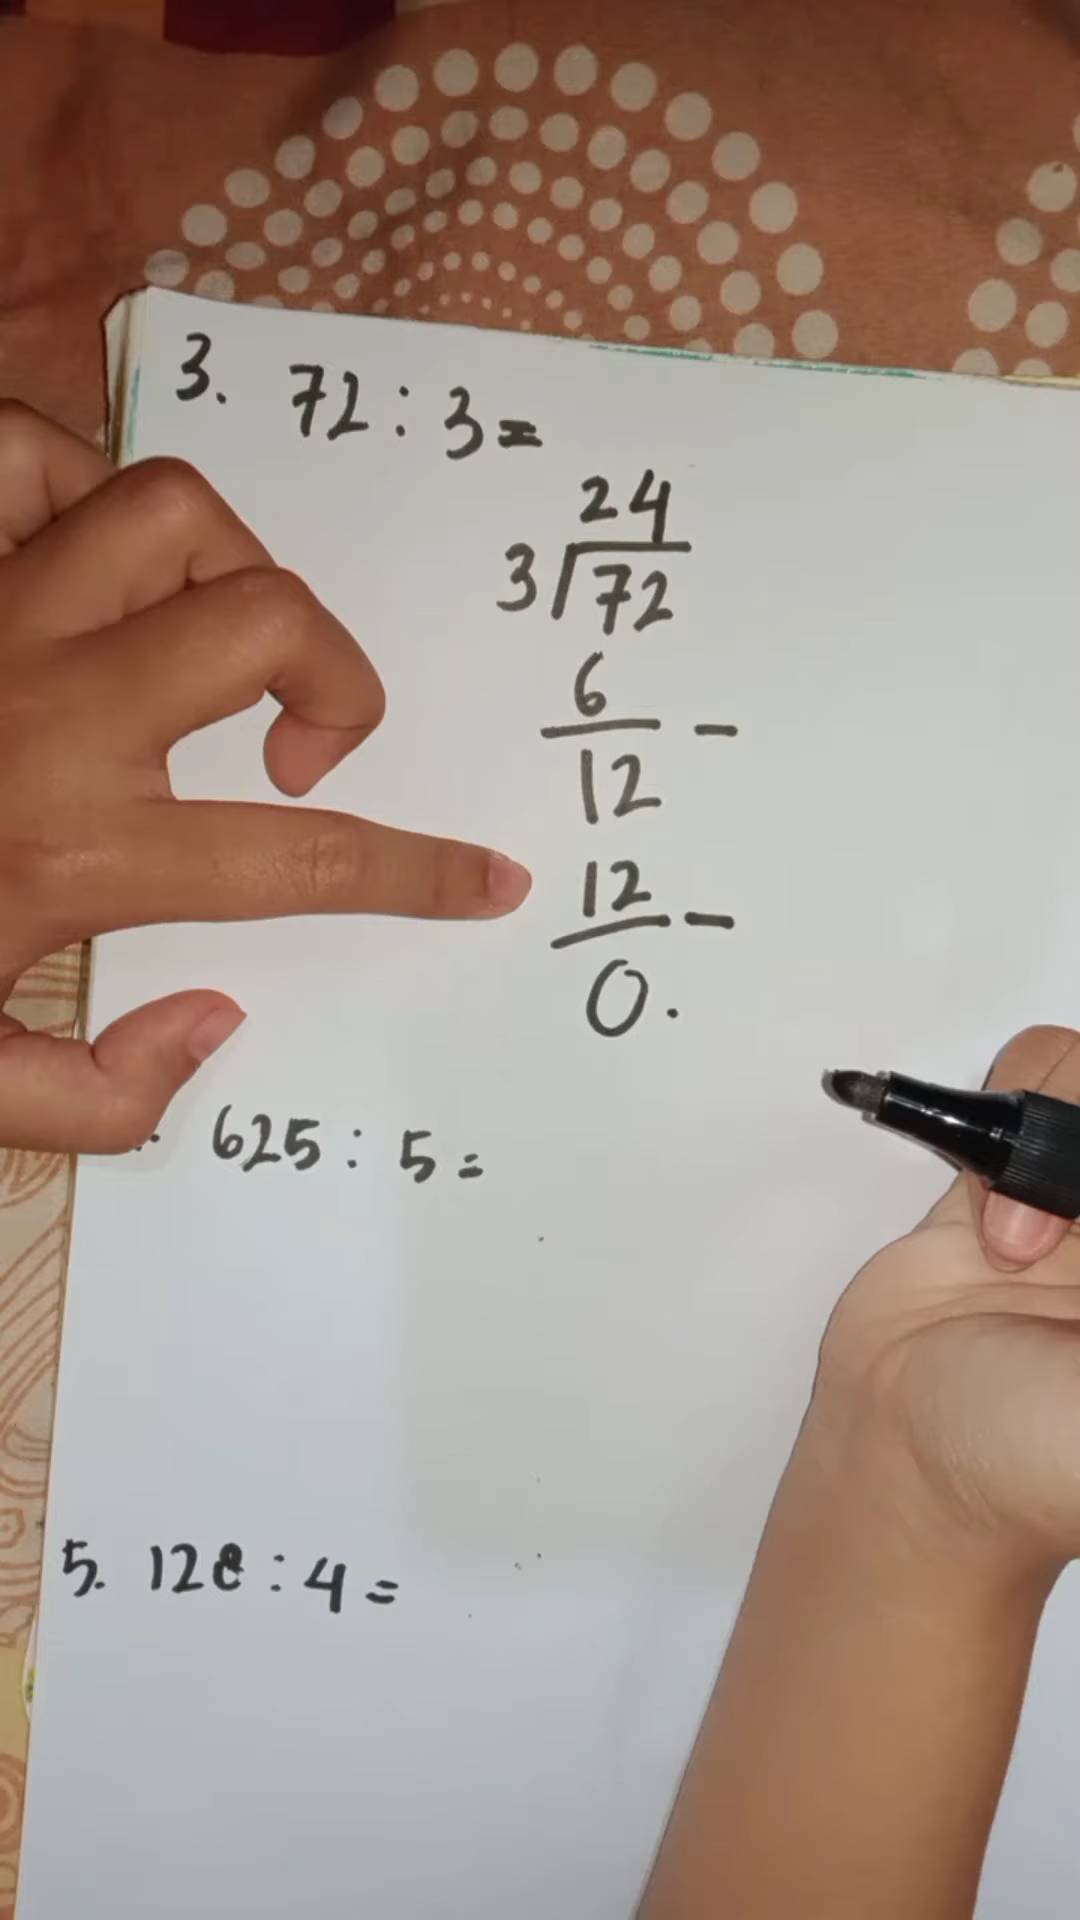 3. 72 : 3 =
24
3/72
6
-
12
12
-
0.
. 625 : 5 =
5. 128 : 4 =